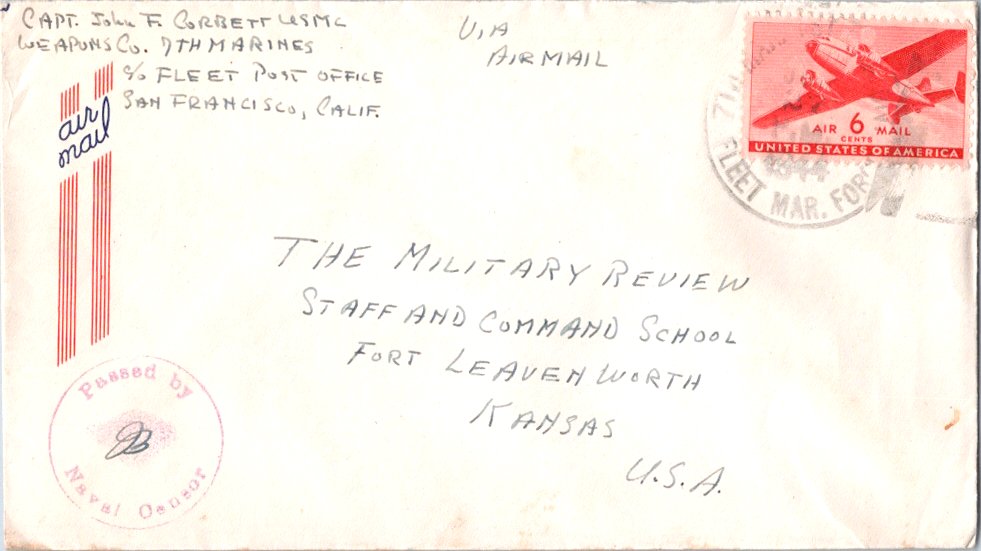 CAPT. John F. CORBETT USMC
WEAPONS CO. 7TH MARINES
c/o FLEET POST OFFICE
SAN FRANCISCO, CALIF.
VIA
AIRMAIL
air
mail
AIR 6 MAIL
CENTS
UNITED STATES OF AMERICA
1944
FLEET MAR. FORCE
THE MILITARY REVIEW
STAFF AND COMMAND SCHOOL
FORT LEAVENWORTH
KANSAS
U.S.A.
Passed by
Naval Censor